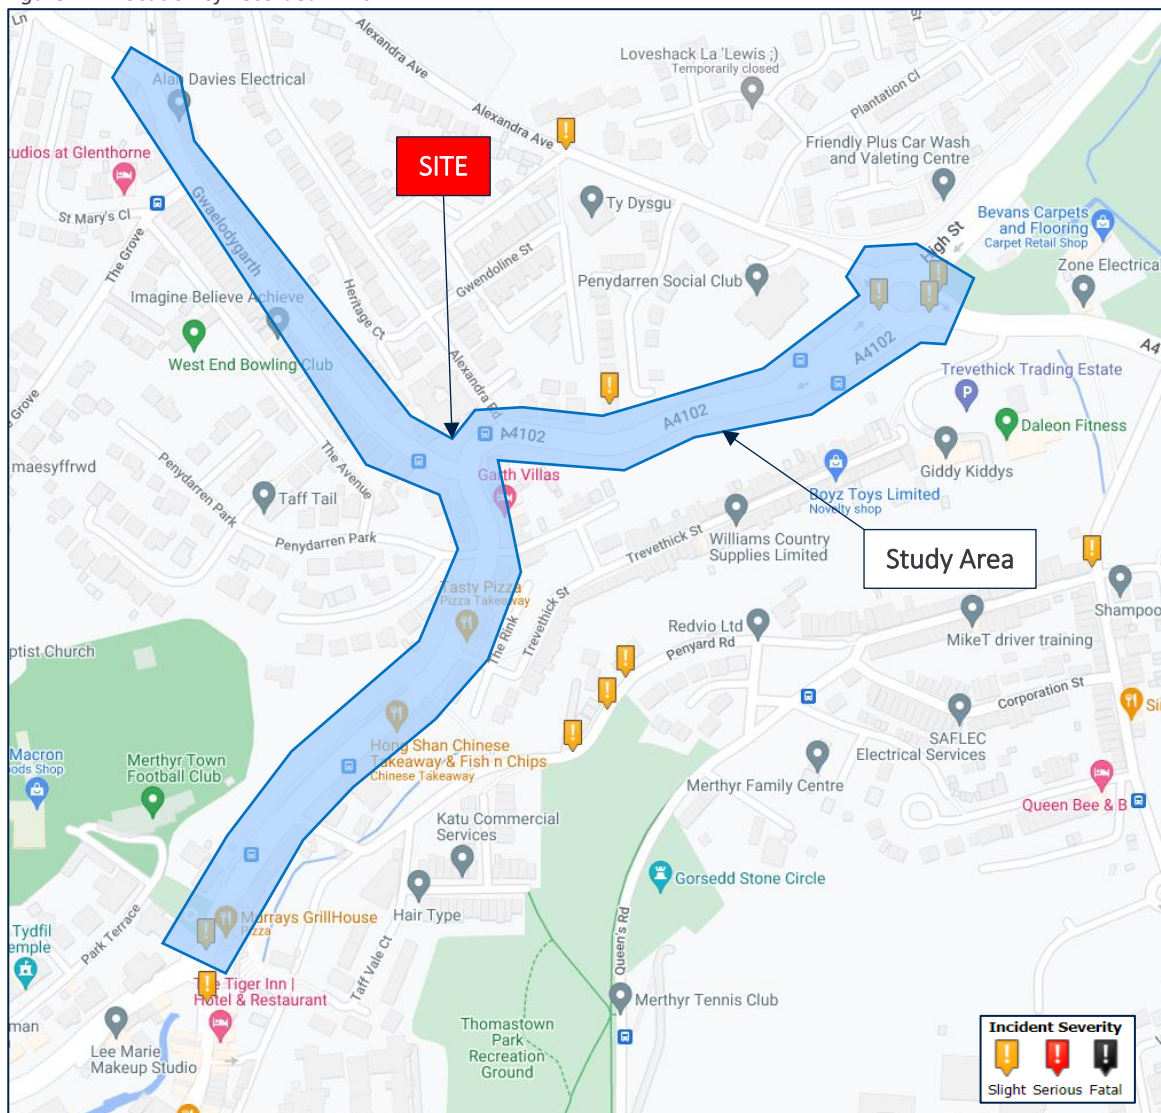 Ln
Alexandra Ave
Loveshack La 'Lewis ;)
Temporarily closed
Plantation Cl
Alan Davies Electrical
Alexandra Ave
SITE
Friendly Plus Car Wash
and Valeting Centre
tudios at Glenthorne
St Mary's Cl
The Grove
Gwaelodygarth
Ty Dysgu
High St
Bevans Carpets
and Flooring
Carpet Retail Shop
Gwendoline St
Penydarren Social Club
Zone Electrical
Imagine Believe Achieve
Heritage Ct
West End Bowling Club
A4102
A4
Alexandra Rd
Trevethick Trading Estate
e Grove
A4102
A4102
Daleon Fitness
maesyffrwd
Penydarren Park
The Avenue
Taff Tail
Garth Villas
Giddy Kiddys
Boyz Toys Limited
Novelty shop
Penydarren Park
Trevethick St
Williams Country
Supplies Limited
Study Area
Tasty Pizza
Pizza Takeaway
The Rink
Trevethick St
Redvio Ltd
Penyard Rd
Shampoo
MikeT driver training
ptist Church
Corporation St
Hong Shan Chinese
Takeaway & Fish n Chips
Chinese Takeaway
SAFLEC
Electrical Services
Macron
oods Shop
Merthyr Town
Football Club
Merthyr Family Centre
Queen Bee & B
Katu Commercial
Services
Gorsedd Stone Circle
Hair Type
Murrays GrillHouse
Pizza
Tydfil
emple
Park Terrace
Taff Vale Ct
Queen's Rd
The Tiger Inn |
Hotel & Restaurant
Merthyr Tennis Club
man
Lee Marie
Makeup Studio
Thomastown
Park
Recreation
Ground
Incident Severity
Slight Serious Fatal